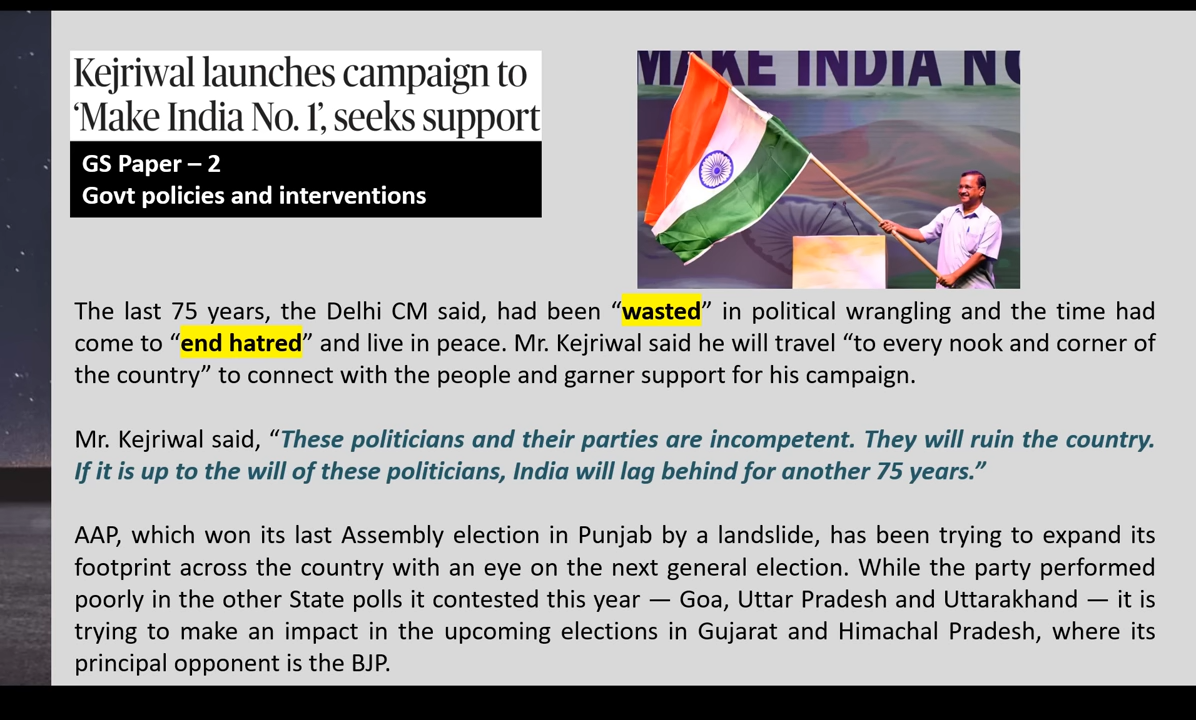 Kejriwal launches campaign to
‘Make India No. 1’, seeks support
GS Paper – 2
Govt policies and interventions
MAKE INDIA NO
The last 75 years, the Delhi CM said, had been “wasted” in political wrangling and the time had
come to “end hatred” and live in peace. Mr. Kejriwal said he will travel “to every nook and corner of
the country” to connect with the people and garner support for his campaign.
Mr. Kejriwal said, “These politicians and their parties are incompetent. They will ruin the country.
If it is up to the will of these politicians, India will lag behind for another 75 years.”
AAP, which won its last Assembly election in Punjab by a landslide, has been trying to expand its
footprint across the country with an eye on the next general election. While the party performed
poorly in the other State polls it contested this year — Goa, Uttar Pradesh and Uttarakhand — it is
trying to make an impact in the upcoming elections in Gujarat and Himachal Pradesh, where its
principal opponent is the BJP.